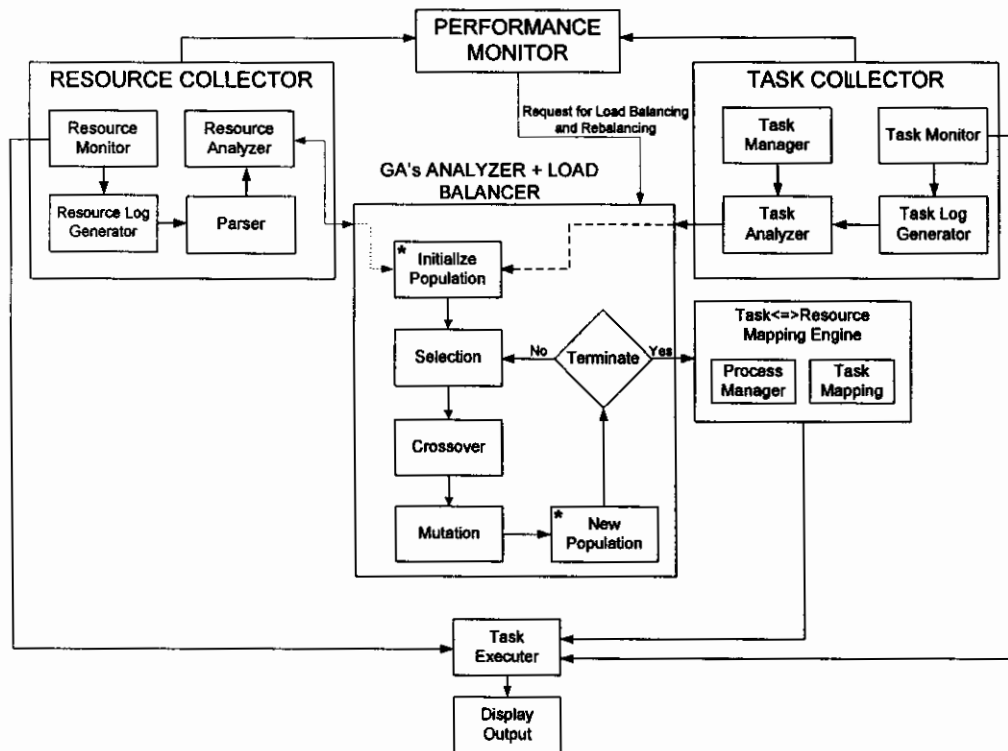 PERFORMANCE
MONITOR
RESOURCE COLLECTOR
Resource
Monitor
Resource
Analyzer
Resource Log
Generator
Parser
Request for Load Balancing
and Rebalancing
TASK COLLECTOR
Task
Manager
Task Monitor
Task
Analyzer
Task Log
Generator
GA's ANALYZER + LOAD
BALANCER
* Initialize
Population
Selection
No
Terminate
Yes
Crossover
Mutation
* New
Population
Task<=>Resource
Mapping Engine
Process
Manager
Task
Mapping
Task
Executer
Display
Output